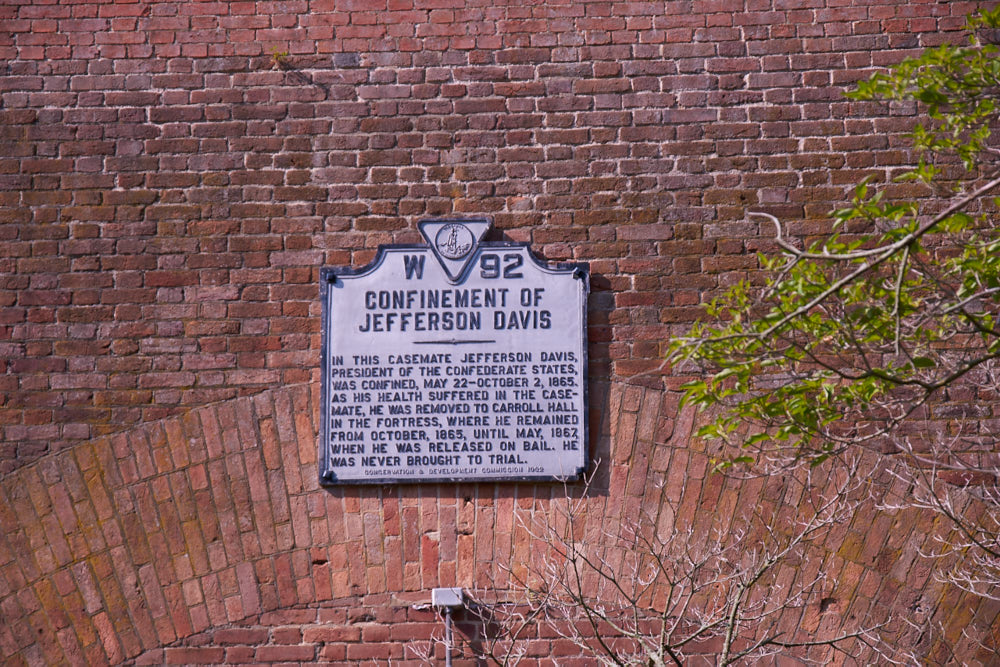 W 92
CONFINEMENT OF
JEFFERSON DAVIS
IN THIS CASEMATE JEFFERSON DAVIS,
PRESIDENT OF THE CONFEDERATE STATES,
WAS CONFINED, MAY 22–OCTOBER 2, 1865.
AS HIS HEALTH SUFFERED IN THE CASE-
MATE, HE WAS REMOVED TO CARROLL HALL
IN THE FORTRESS, WHERE HE REMAINED
FROM OCTOBER, 1865, UNTIL MAY, 1867,
WHEN HE WAS RELEASED ON BAIL. HE
WAS NEVER BROUGHT TO TRIAL.
CONSERVATION & DEVELOPMENT COMMISSION